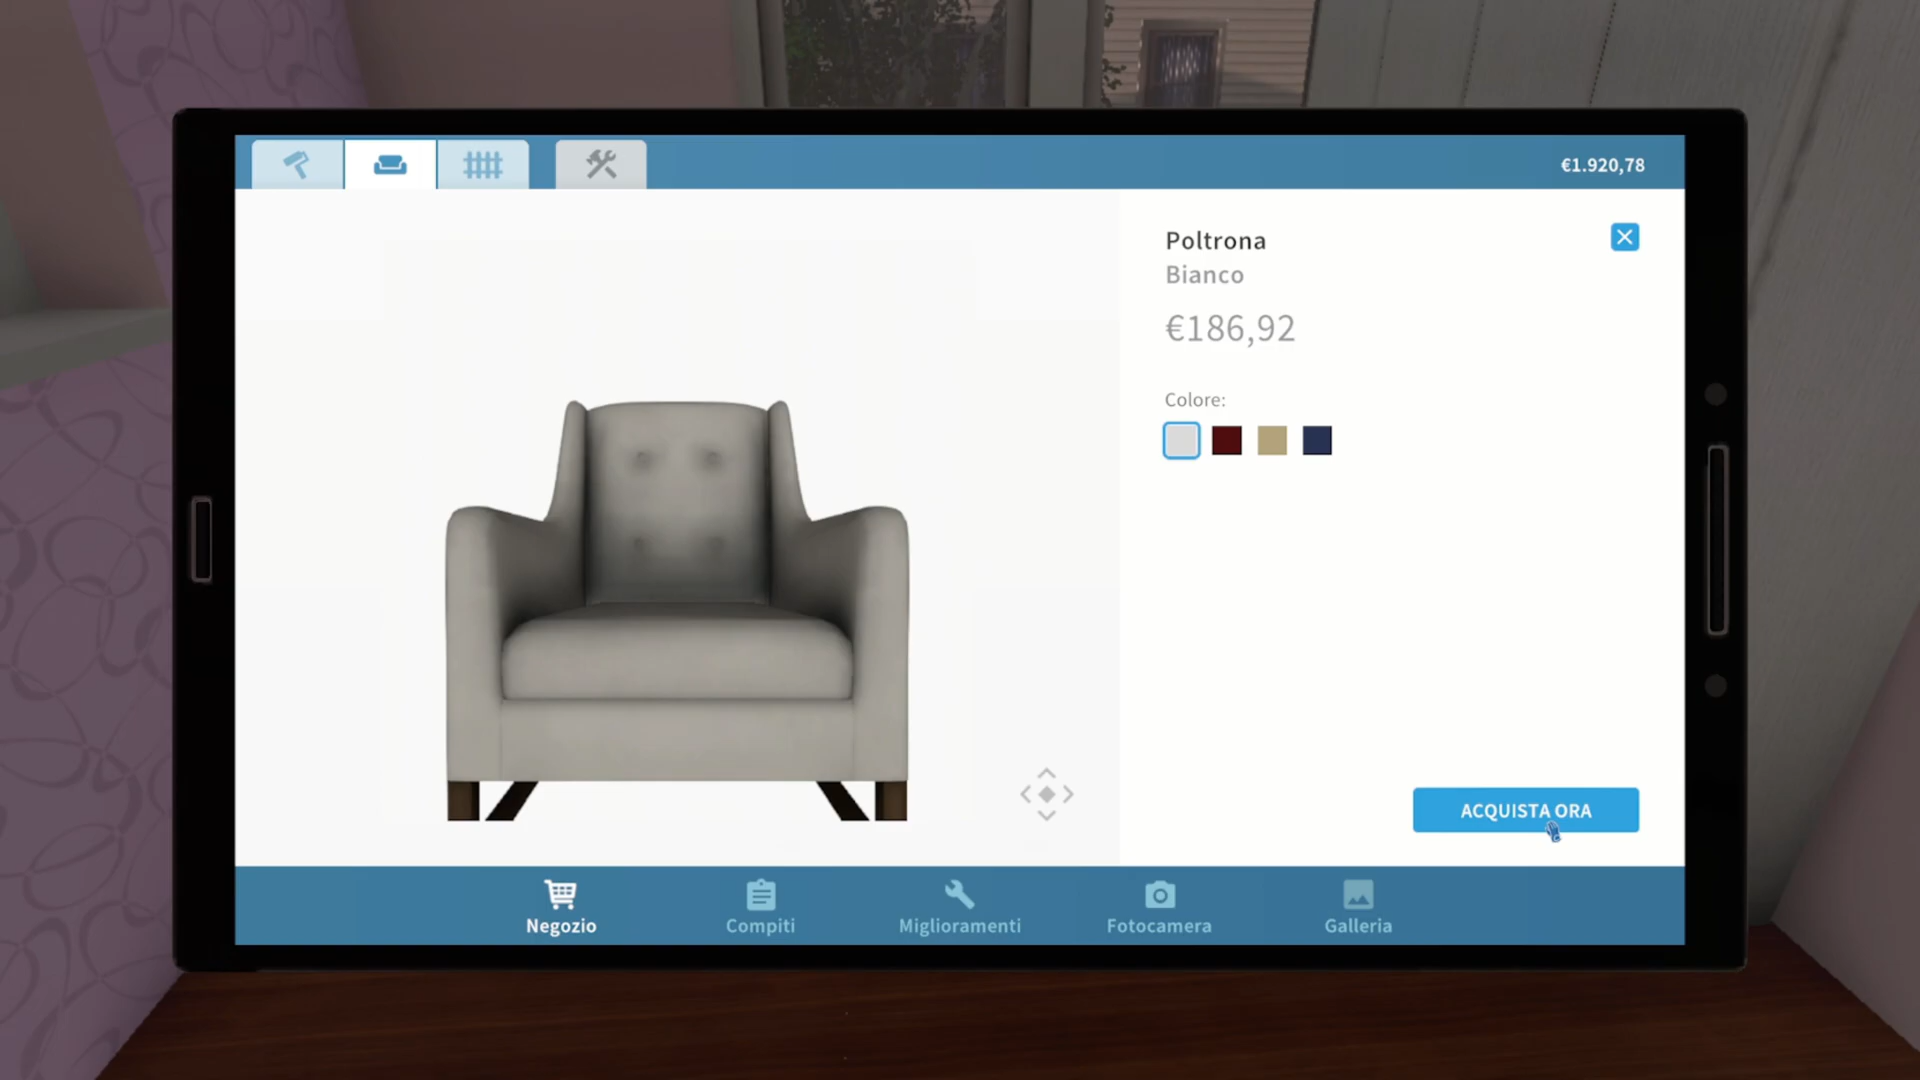 €1.920,78
Poltrona
Bianco
€186,92
Colore:
ACQUISTA ORA
Negozio
Compiti
Miglioramenti
Fotocamera
Galleria